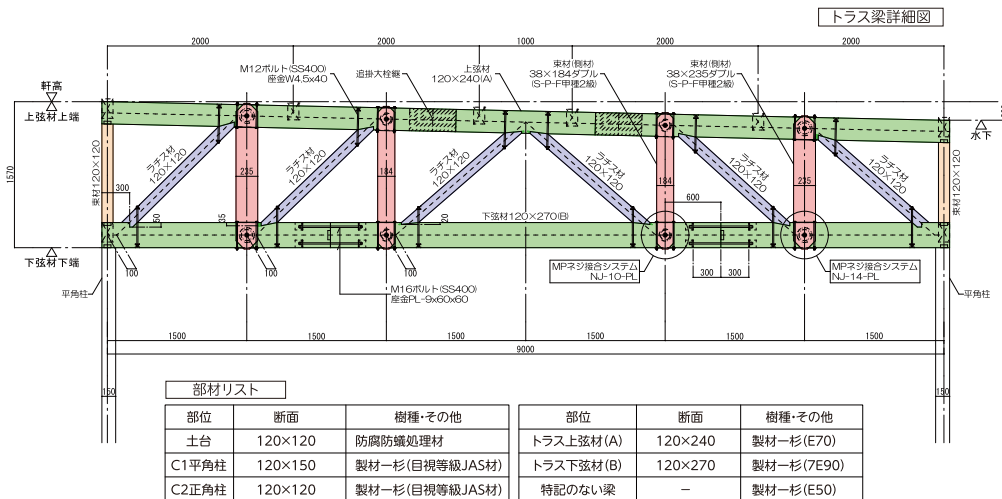 トラス梁詳細図
2000
2000
1000
2000
2000
M12ボルト(SS400)
座金W4.5x40
追掛大栓継
上弦材
120×240(A)
束材(側材)
38×184ダブル
(S-P-F甲種2級)
束材(側材)
38×235ダブル
(S-P-F甲種2級)
軒高
上弦材上端
水下
1570
束材120×120
300
50
ラチス材
120×120
235
35
ラチス材
120×120
184
ラチス材
120×120
20
下弦材120×270(B)
ラチス材
120×120
184
600
ラチス材
120×120
235
ラチス材
120×120
束材120×120
下弦材下端
100
100
100
M16ボルト(SS400)
座金PL-9x60x60
MPネジ接合システム
NJ-10-PL
300
300
MPネジ接合システム
NJ-14-PL
平角柱
平角柱
1500
1500
1500
1500
1500
1500
9000
150
150
部材リスト
部位 断面 樹種・その他
土台 120×120 防腐防蟻処理材
C1平角柱 120×150 製材ー杉(目視等級JAS材)
C2正角柱 120×120 製材ー杉(目視等級JAS材)
部位 断面 樹種・その他
トラス上弦材(A) 120×240 製材ー杉(E70)
トラス下弦材(B) 120×270 製材ー杉(7E90)
特記のない梁 − 製材ー杉(E50)